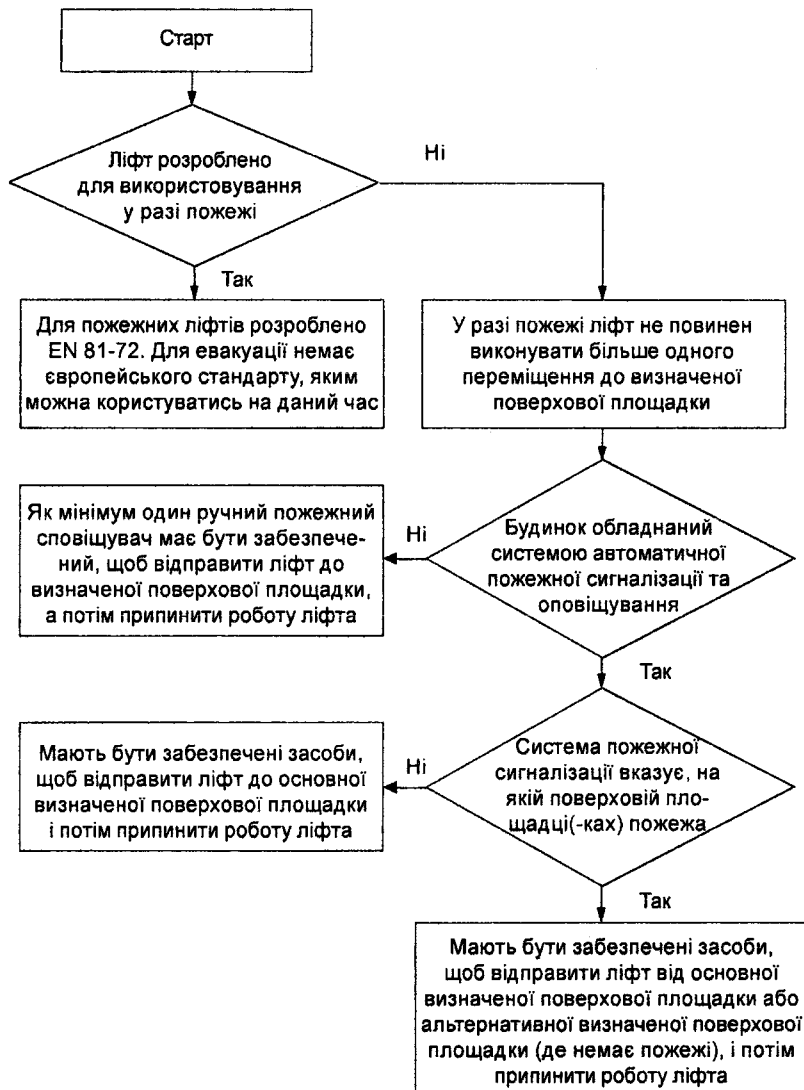 Старт
Ліфт розроблено
для використовування
у разі пожежі
Ні
Так
Для пожежних ліфтів розроблено
EN 81-72. Для евакуації немає
європейського стандарту, яким
можна користуватись на даний час
У разі пожежі ліфт не повинен
виконувати більше одного
переміщення до визначеної
поверхової площадки
Як мінімум один ручний пожежний
сповіщувач має бути забезпече-
ний, щоб відправити ліфт до
визначеної поверхової площадки,
а потім припинити роботу ліфта
Ні
Будинок обладнаний
системою автоматичної
пожежної сигналізації та
оповіщування
Так
Мають бути забезпечені засоби,
щоб відправити ліфт до основної
визначеної поверхової площадки
і потім припинити роботу ліфта
Ні
Система пожежної
сигналізації вказує, на
якій поверховій пло-
щадці(-ках) пожежа
Так
Мають бути забезпечені засоби,
щоб відправити ліфт від основної
визначеної поверхової площадки або
альтернативної визначеної поверхової
площадки (де немає пожежі), і потім
припинити роботу ліфта